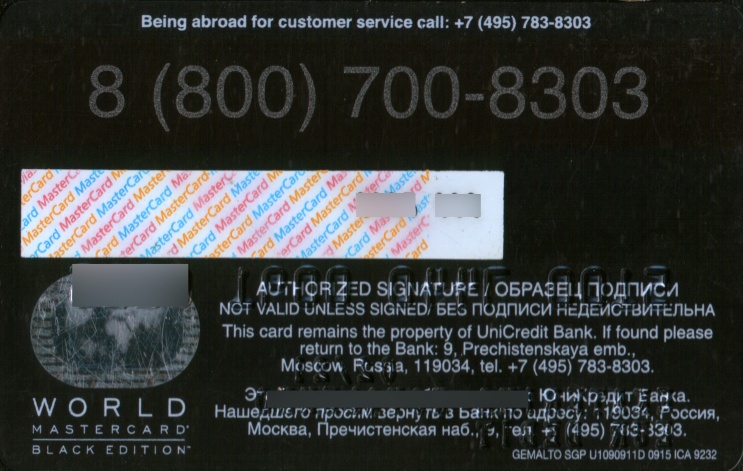 Being abroad for customer service call: +7 (495) 783-8303
8 (800) 700-8303
MasterCard MasterCard MasterCard
AUTHORIZED SIGNATURE / ОБРАЗЕЦ ПОДПИСИ
NOT VALID UNLESS SIGNED/ БЕЗ ПОДПИСИ НЕДЕЙСТВИТЕЛЬНА
This card remains the property of UniCredit Bank. If found please
return to the Bank: 9, Prechistenskaya emb.,
Moscow, Russia, 119034, tel. +7 (495) 783-8303.
ЮниКредит Банка.
Нашедшего просим вернуть в Банк по адресу: 119034, Россия,
Москва, Пречистенская наб., 9, тел. +7 (495) 783-8303.
WORLD
MASTERCARD
BLACK EDITION™
GEMALTO SGP U1090911D 0915 ICA 9232